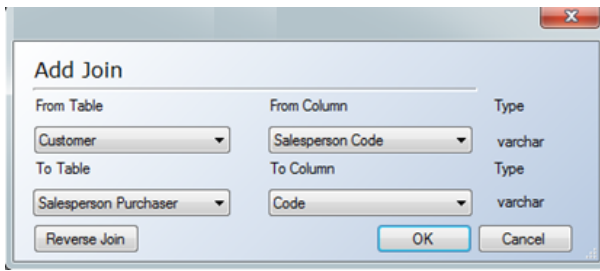 Add Join
From Table From Column Type
Customer Salesperson Code varchar
To Table To Column Type
Salesperson Purchaser Code varchar
Reverse Join OK Cancel